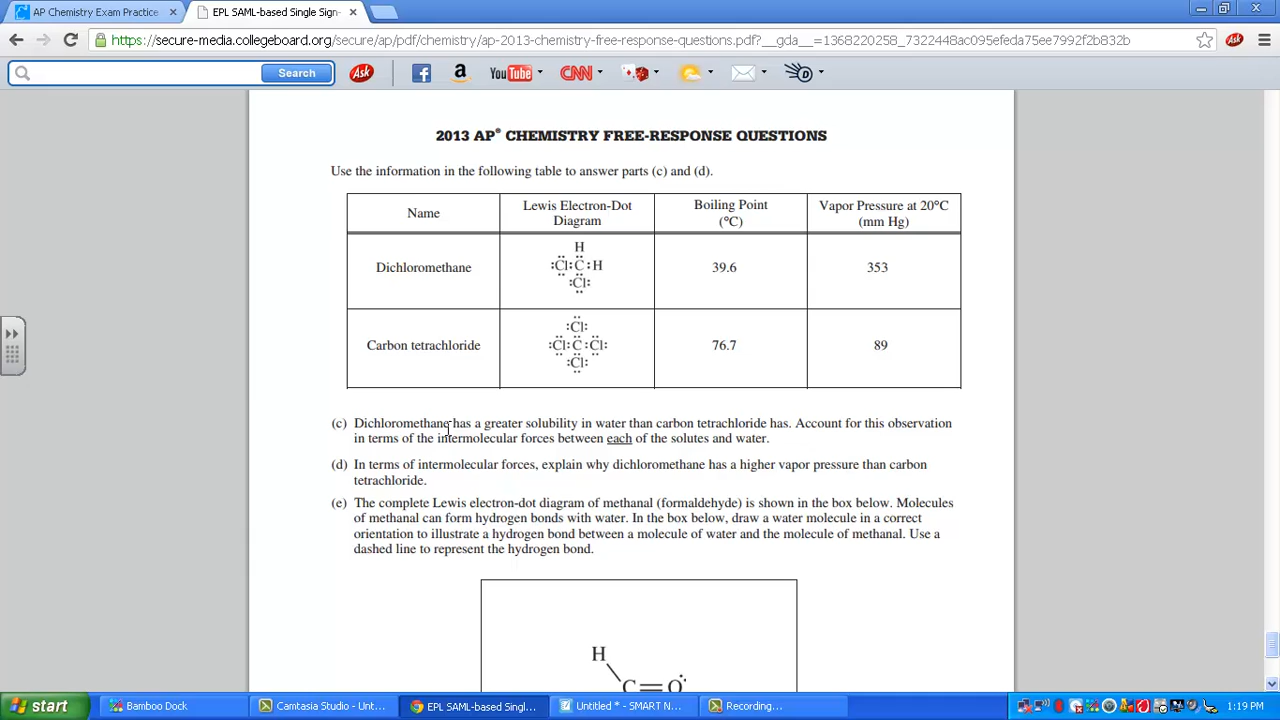 AP Chemistry Exam Practice
EPL SAML-based Single Sign-
https://secure-media.collegeboard.org/secure/ap/pdf/chemistry/ap-2013-chemistry-free-response-questions.pdf?__gda__=1368220258_7322448ac095efeda75ee7992f2b832b
Ask
Search
Ask
f
a
YouTube
CNN
2013 AP® CHEMISTRY FREE-RESPONSE QUESTIONS
Use the information in the following table to answer parts (c) and (d).
Name
Lewis Electron-Dot
Diagram
Boiling Point
(°C)
Vapor Pressure at 20°C
(mm Hg)
Dichloromethane
H
:Cl:C:H
:Cl:
39.6
353
Carbon tetrachloride
:Cl:
:Cl:C:Cl:
:Cl:
76.7
89
(c) Dichloromethane has a greater solubility in water than carbon tetrachloride has. Account for this observation
in terms of the intermolecular forces between each of the solutes and water.
(d) In terms of intermolecular forces, explain why dichloromethane has a higher vapor pressure than carbon
tetrachloride.
(e) The complete Lewis electron-dot diagram of methanal (formaldehyde) is shown in the box below. Molecules
of methanal can form hydrogen bonds with water. In the box below, draw a water molecule in a correct
orientation to illustrate a hydrogen bond between a molecule of water and the molecule of methanal. Use a
dashed line to represent the hydrogen bond.
H
C=O
start
Bamboo Dock
Camtasia Studio - Unt...
EPL SAML-based Singl...
Untitled * - SMART N...
Recording...
1:19 PM